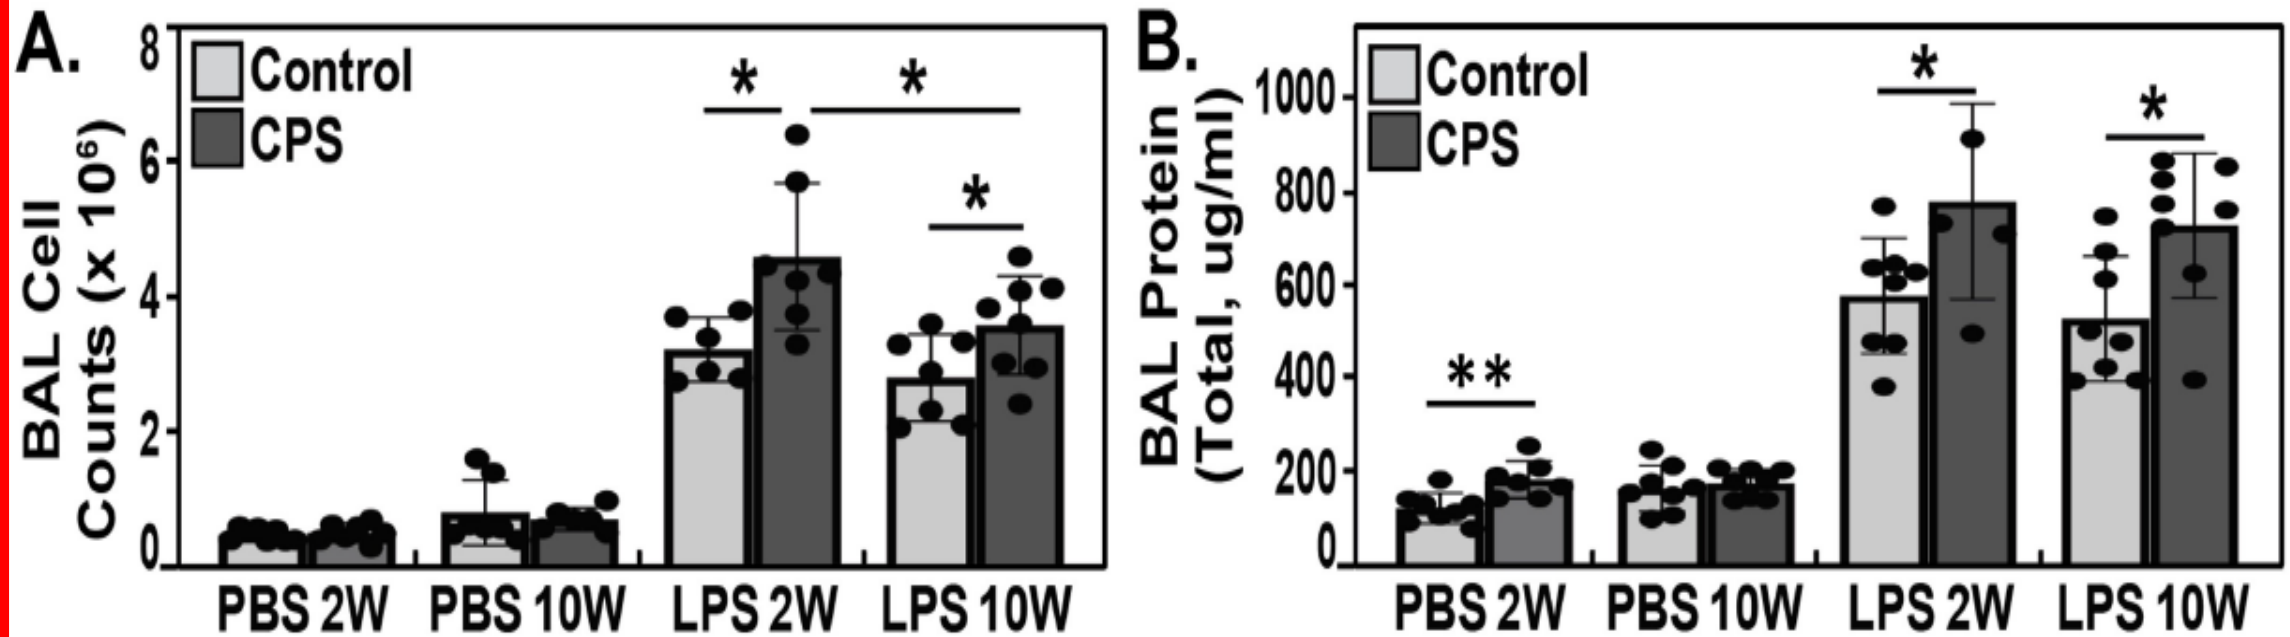 A.
BAL Cell
Counts (x 10⁶)
8
6
4
2
0
Control
CPS
*
*
*
PBS 2W
PBS 10W
LPS 2W
LPS 10W
B.
BAL Protein
(Total, ug/ml)
1000
800
600
400
200
0
Control
CPS
**
*
*
PBS 2W
PBS 10W
LPS 2W
LPS 10W